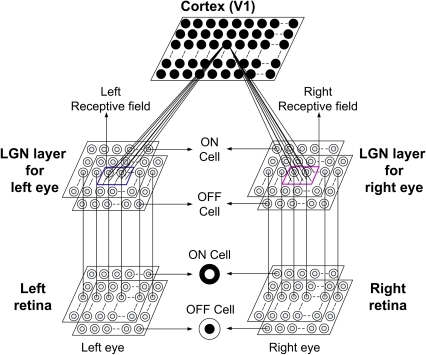 Cortex (V1)
Left
Receptive field
Right
Receptive field
LGN layer
for
left eye
ON
Cell
LGN layer
for
right eye
OFF
Cell
ON Cell
Left
retina
Right
retina
OFF Cell
Left eye
Right eye